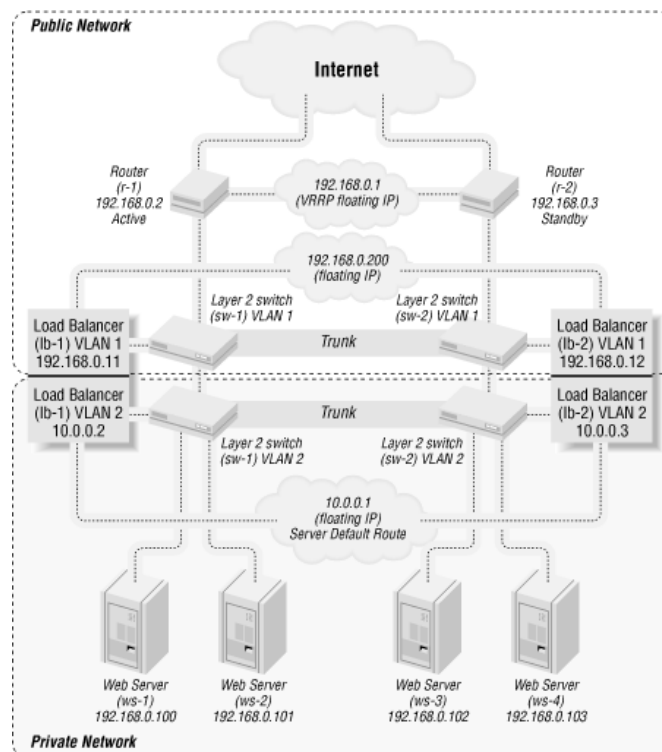 Public Network
Internet
Router
(r-1)
192.168.0.2
Active
192.168.0.1
(VRRP floating IP)
Router
(r-2)
192.168.0.3
Standby
192.168.0.200
(floating IP)
Layer 2 switch
(sw-1) VLAN 1
Layer 2 switch
(sw-2) VLAN 1
Load Balancer
(lb-1) VLAN 1
192.168.0.11
Trunk
Load Balancer
(lb-2) VLAN 1
192.168.0.12
Load Balancer
(lb-1) VLAN 2
10.0.0.2
Trunk
Load Balancer
(lb-2) VLAN 2
10.0.0.3
Layer 2 switch
(sw-1) VLAN 2
Layer 2 switch
(sw-2) VLAN 2
10.0.0.1
(floating IP)
Server Default Route
Web Server
(ws-1)
192.168.0.100
Web Server
(ws-2)
192.168.0.101
Web Server
(ws-3)
192.168.0.102
Web Server
(ws-4)
192.168.0.103
Private Network